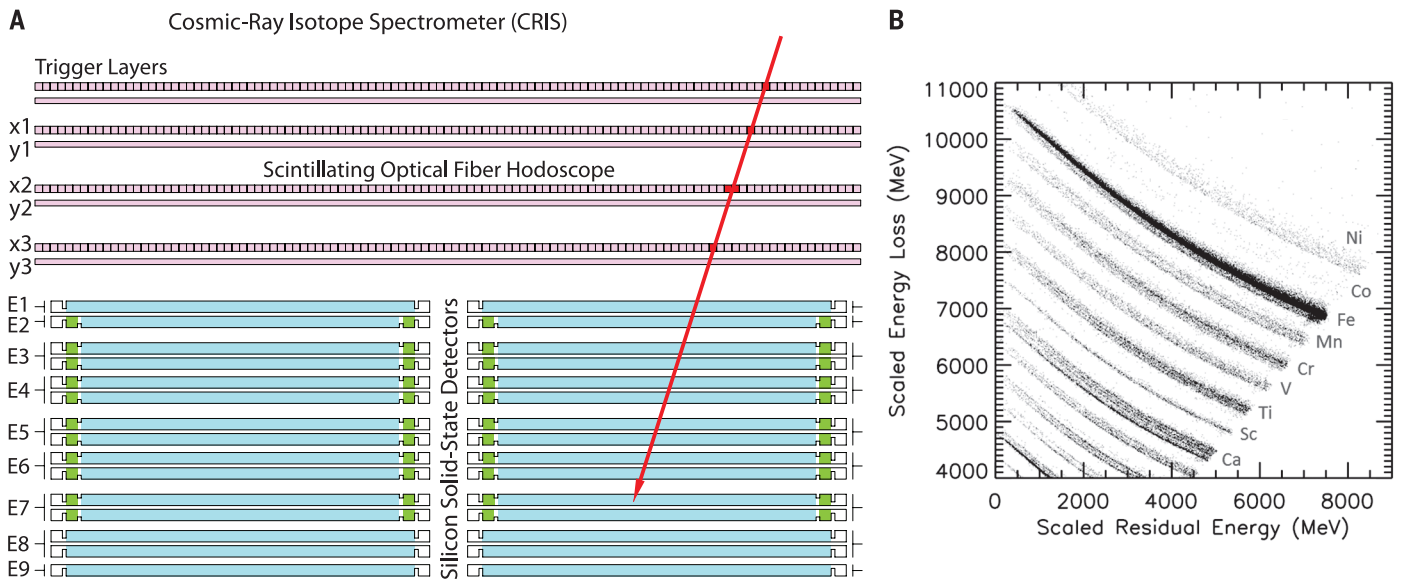 A
Cosmic-Ray Isotope Spectrometer (CRIS)
Trigger Layers
x1
y1
Scintillating Optical Fiber Hodoscope
x2
y2
x3
y3
E1
E2
E3
E4
E5
E6
E7
E8
E9
Silicon Solid-State Detectors
B
Scaled Energy Loss (MeV)
11000
10000
9000
8000
7000
6000
5000
4000
Ni
Co
Fe
Mn
Cr
V
Ti
Sc
Ca
0 2000 4000 6000 8000
Scaled Residual Energy (MeV)